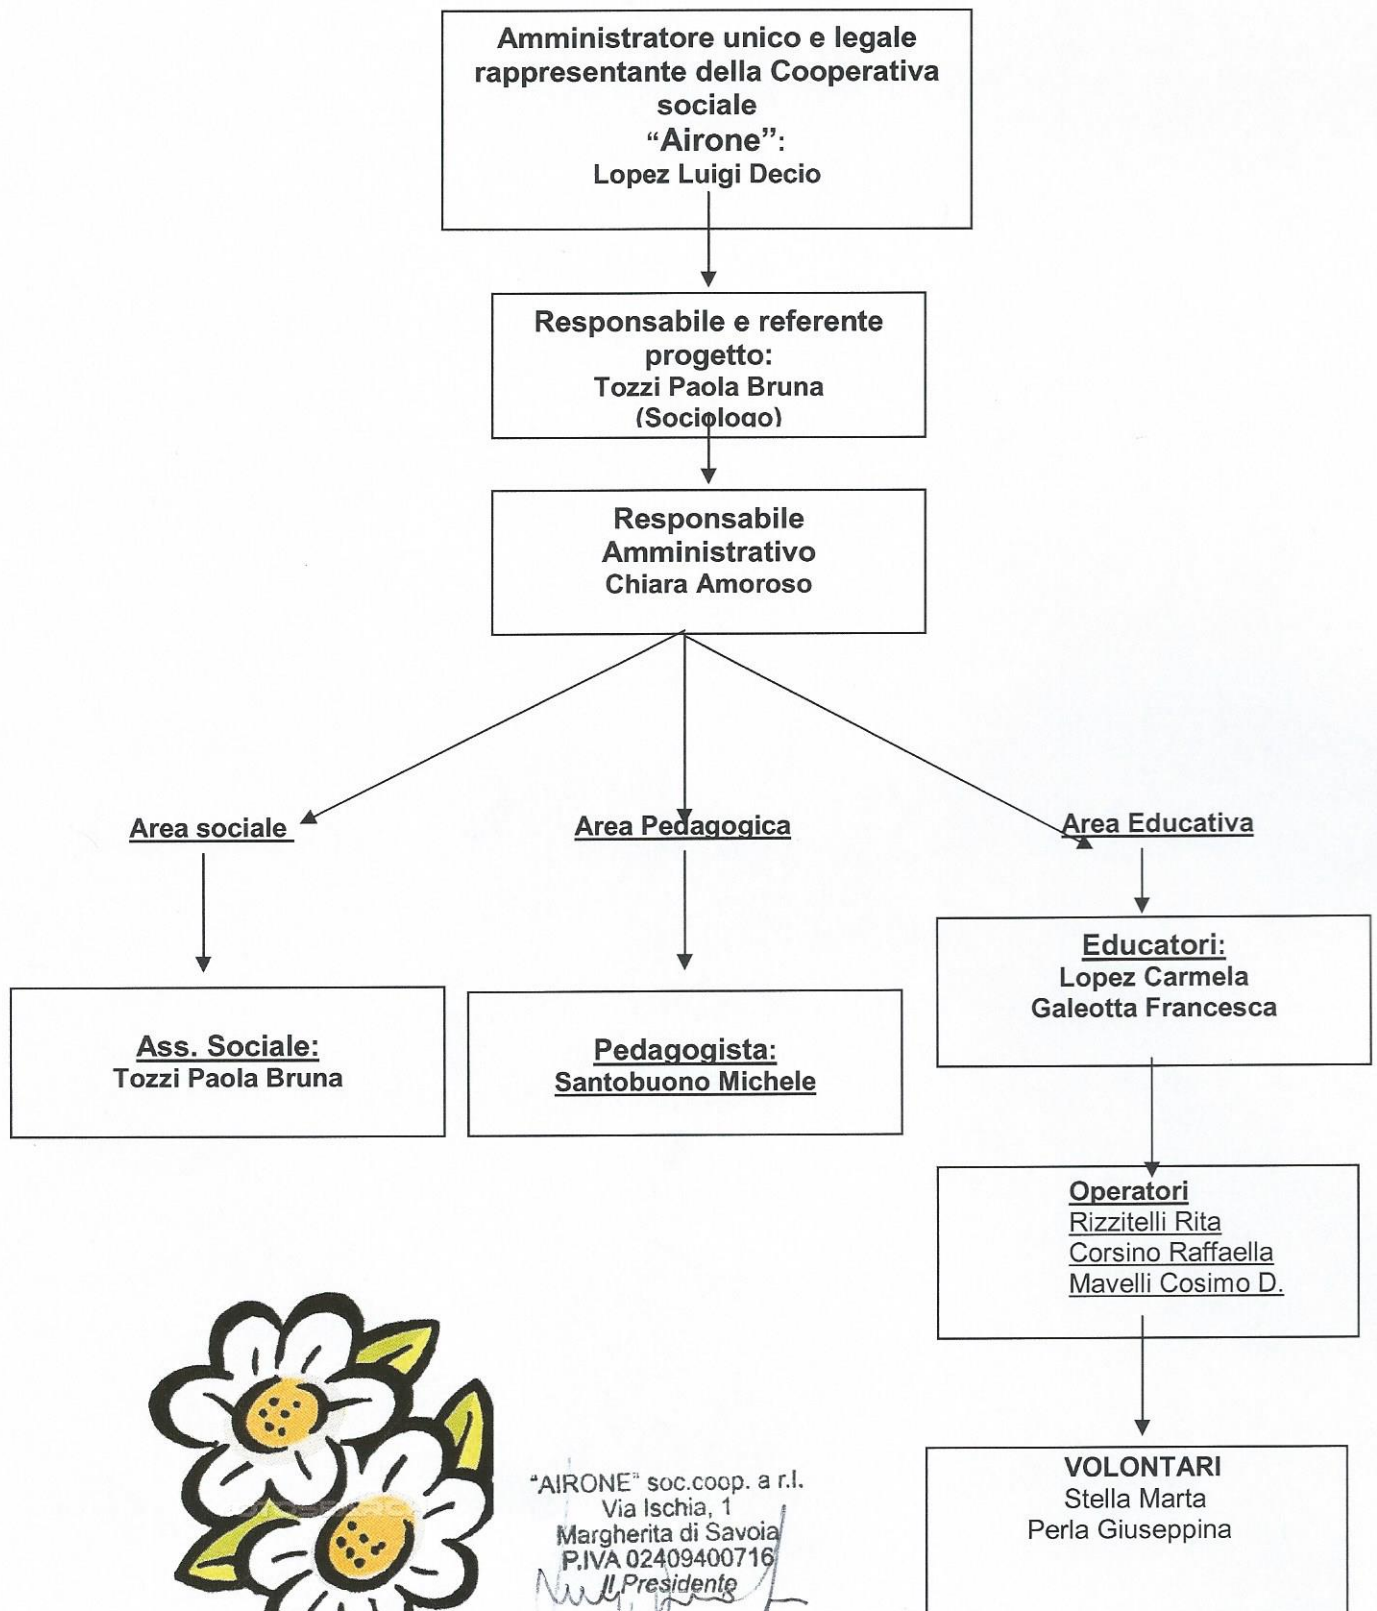 Amministratore unico e legale
rappresentante della Cooperativa
sociale
“Airone”:
Lopez Luigi Decio
Responsabile e referente
progetto:
Tozzi Paola Bruna
(Sociologo)
Responsabile
Amministrativo
Chiara Amoroso
Area sociale
Area Pedagogica
Area Educativa
Ass. Sociale:
Tozzi Paola Bruna
Pedagogista:
Santobuono Michele
Educatori:
Lopez Carmela
Galeotta Francesca
Operatori
Rizzitelli Rita
Corsino Raffaella
Mavelli Cosimo D.
VOLONTARI
Stella Marta
Perla Giuseppina
"AIRONE" soc.coop. a r.l.
Via Ischia, 1
Margherita di Savoia
P.IVA 02409400716
Il Presidente